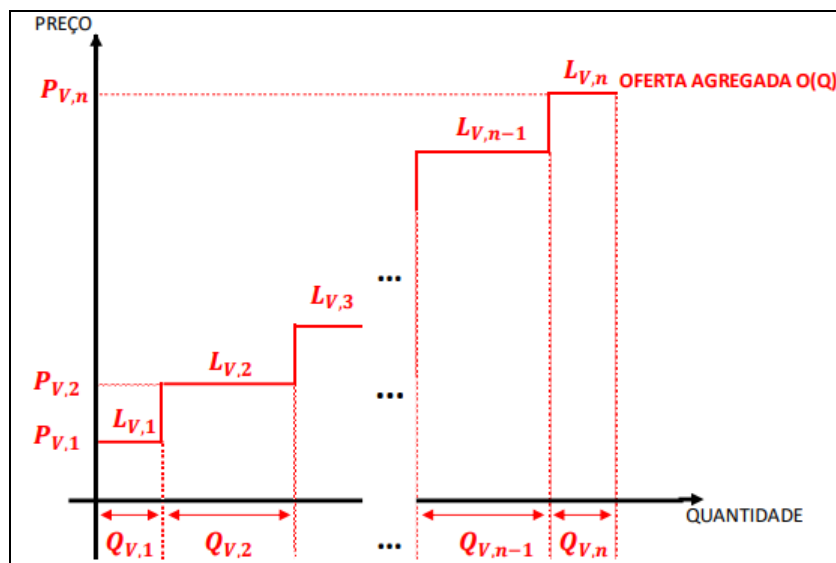 PREÇO
P_{V,n}
L_{V,n} OFERTA AGREGADA O(Q)
L_{V,n−1}
...
L_{V,3}
P_{V,2}
L_{V,2}
...
P_{V,1}
L_{V,1}
QUANTIDADE
Q_{V,1} Q_{V,2} ... Q_{V,n−1} Q_{V,n}